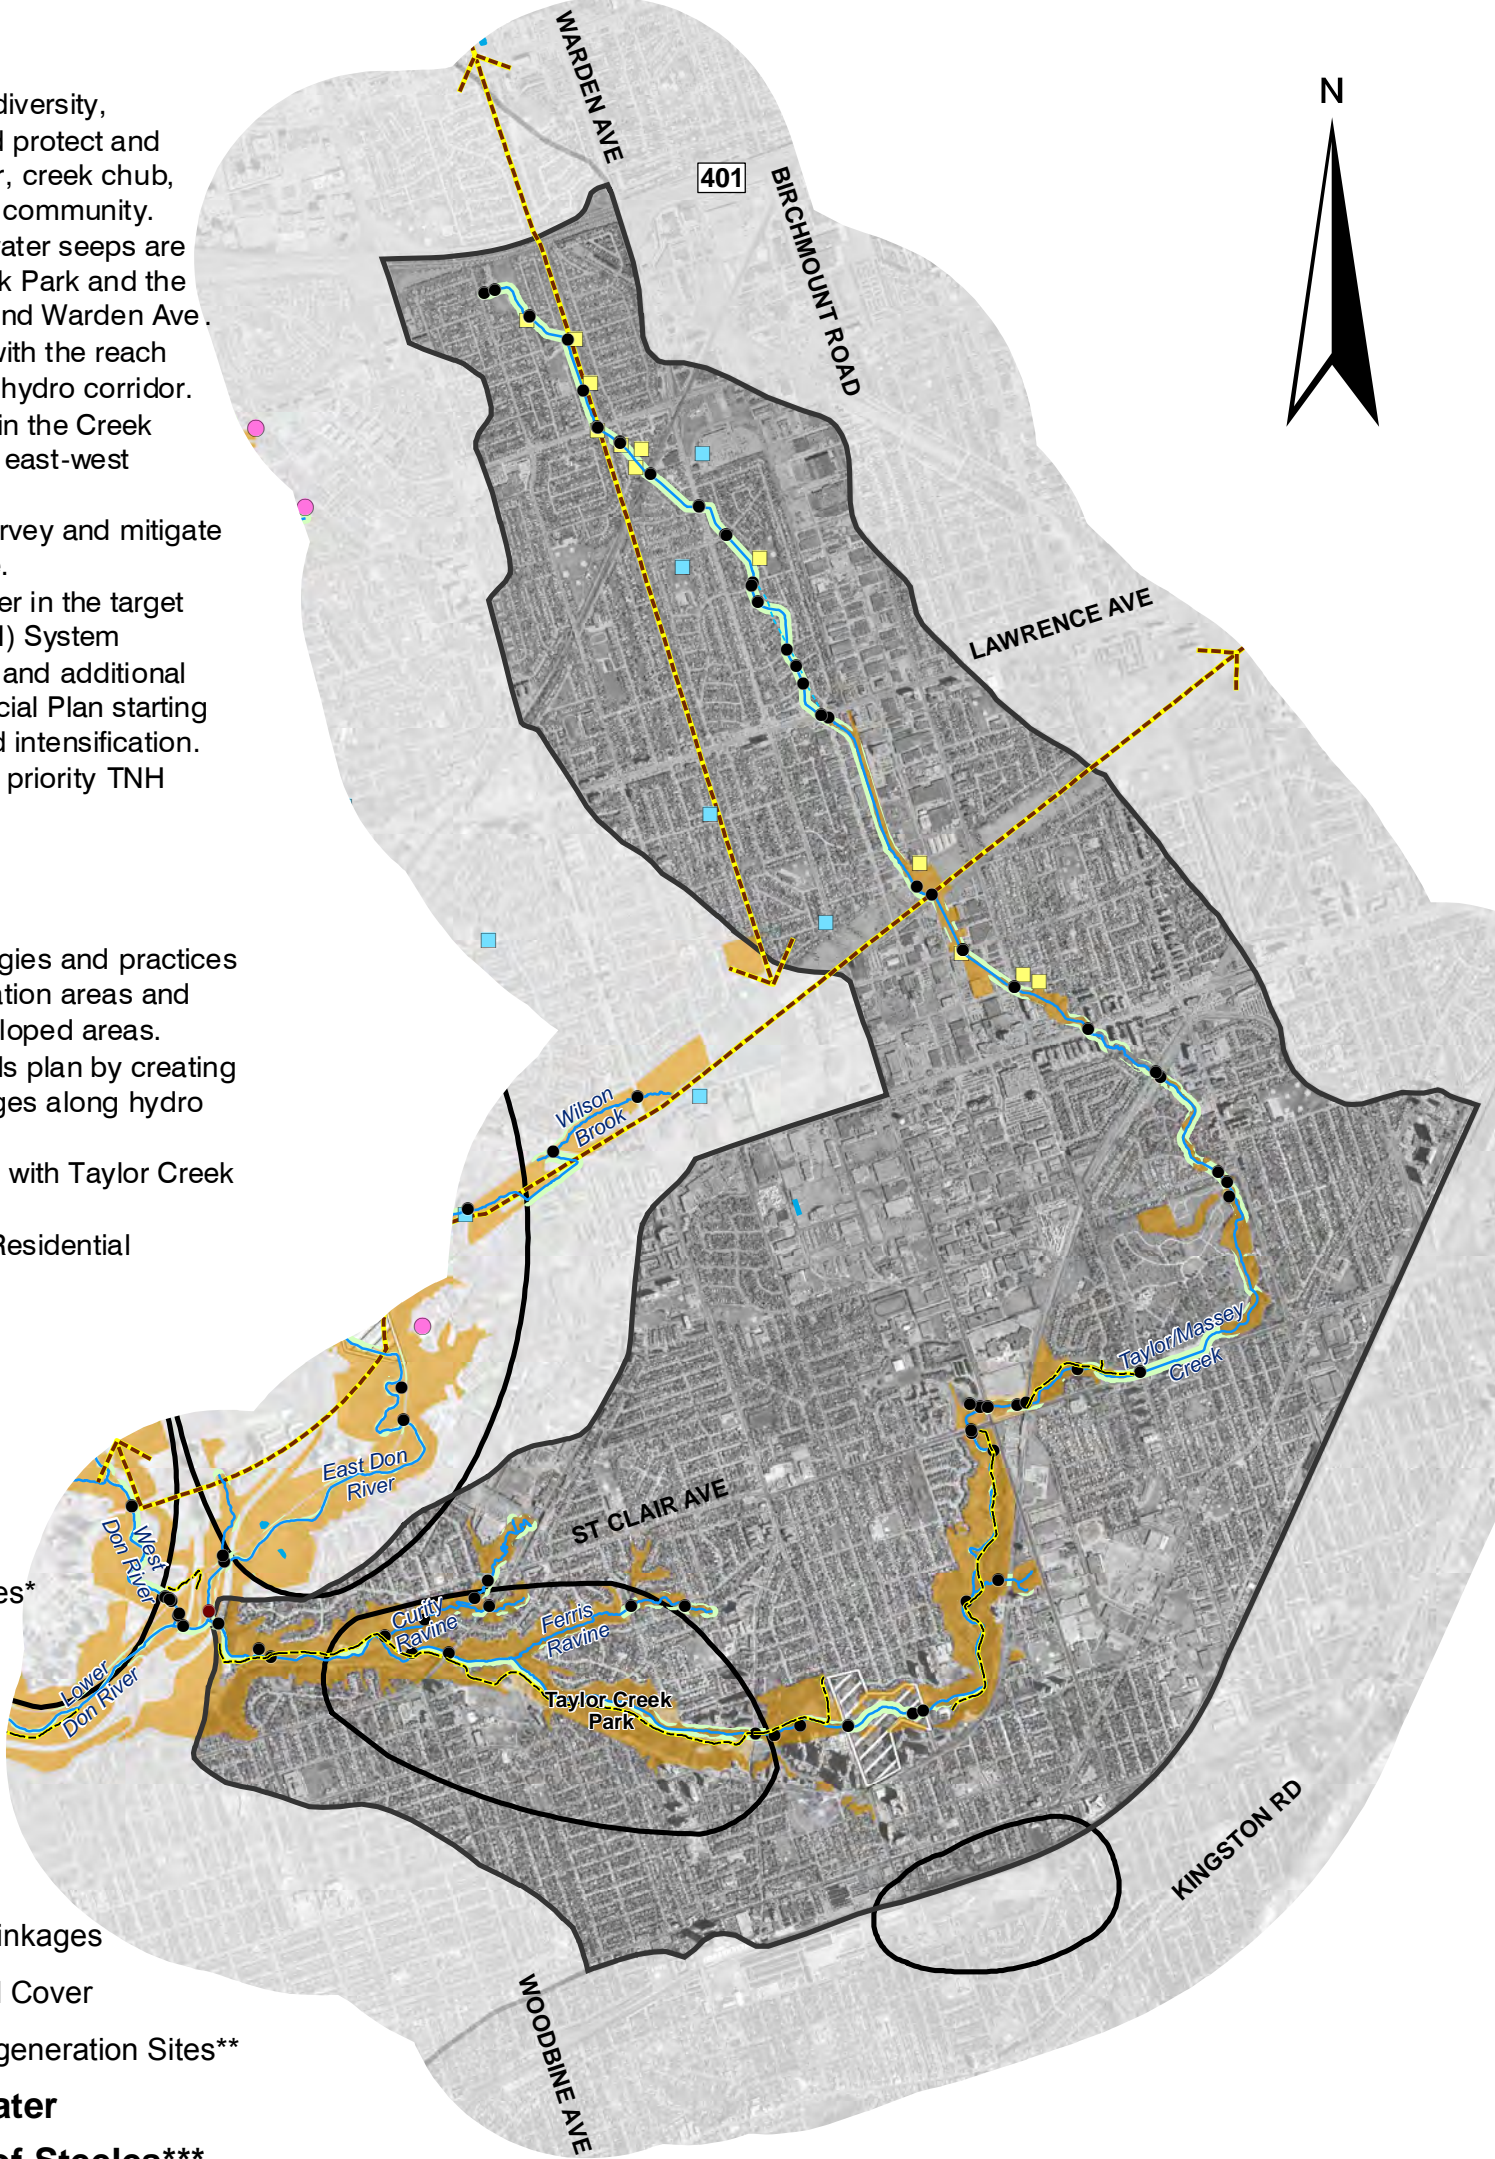 diversity,
d protect and
r, creek chub,
community.
ater seeps are
k Park and the
nd Warden Ave.
with the reach
hydro corridor.
in the Creek
east-west
rvey and mitigate
e.
er in the target
l) System
and additional
cial Plan starting
d intensification.
priority TNH
gies and practices
ation areas and
loped areas.
ls plan by creating
ges along hydro
with Taylor Creek
Residential
es*
inkages
l Cover
generation Sites**
ater
of Steeles***
WARDEN AVE
401
BIRCHMOUNT ROAD
N
LAWRENCE AVE
Wilson
Brook
Taylor/Massey
Creek
East Don
River
West
Don River
ST CLAIR AVE
Curity
Ravine
Ferris
Ravine
Lower
Don River
Taylor Creek
Park
KINGSTON RD
WOODBINE AVE